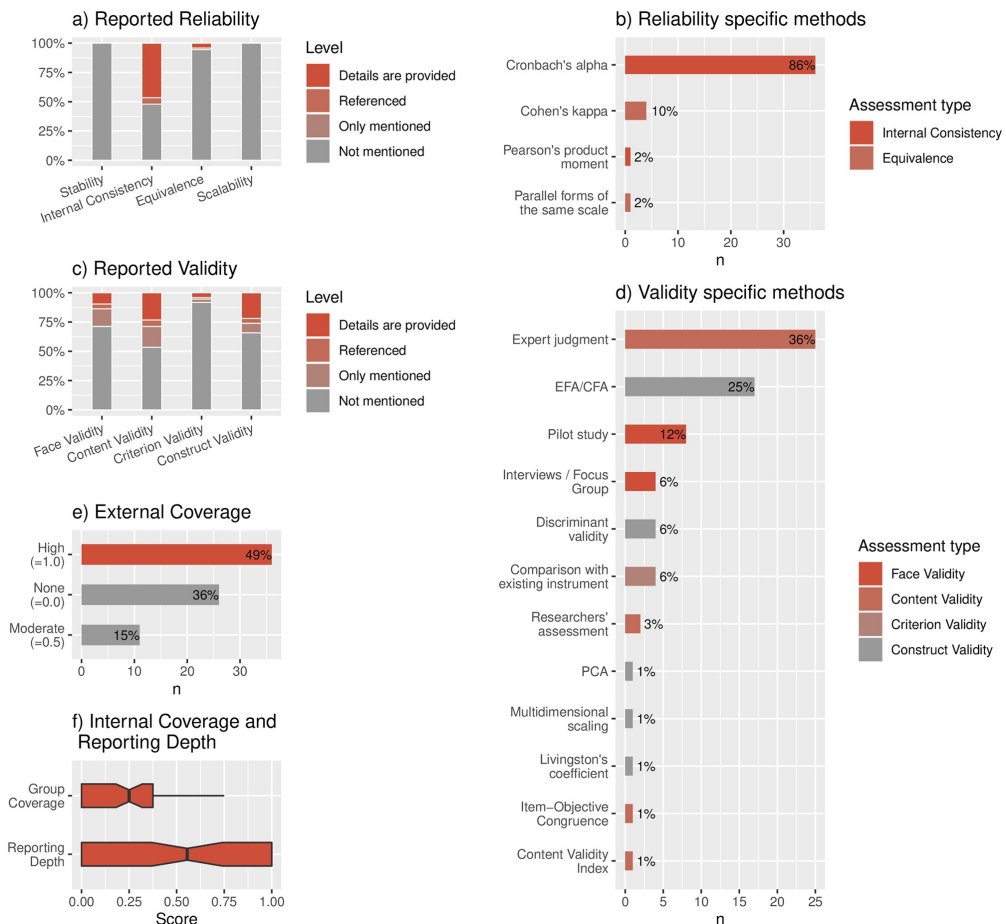 a) Reported Reliability
100%
75%
50%
25%
0%
Stability
Internal Consistency
Equivalence
Scalability
Level
Details are provided
Referenced
Only mentioned
Not mentioned
b) Reliability specific methods
Cronbach's alpha
86%
Cohen's kappa
10%
Pearson's product
moment
2%
Parallel forms of
the same scale
2%
0
10
20
30
n
Assessment type
Internal Consistency
Equivalence
c) Reported Validity
100%
75%
50%
25%
0%
Face Validity
Content Validity
Criterion Validity
Construct Validity
Level
Details are provided
Referenced
Only mentioned
Not mentioned
d) Validity specific methods
Expert judgment
36%
EFA/CFA
25%
Pilot study
12%
Interviews / Focus
Group
6%
Discriminant
validity
6%
Comparison with
existing instrument
6%
Researchers'
assessment
3%
PCA
1%
Multidimensional
scaling
1%
Livingston's
coefficient
1%
Item−Objective
Congruence
1%
Content Validity
Index
1%
0
5
10
15
20
25
n
Assessment type
Face Validity
Content Validity
Criterion Validity
Construct Validity
e) External Coverage
High
(=1.0)
49%
None
(=0.0)
36%
Moderate
(=0.5)
15%
0
10
20
30
n
f) Internal Coverage and
Reporting Depth
Group
Coverage
Reporting
Depth
0.00
0.25
0.50
0.75
1.00
Score